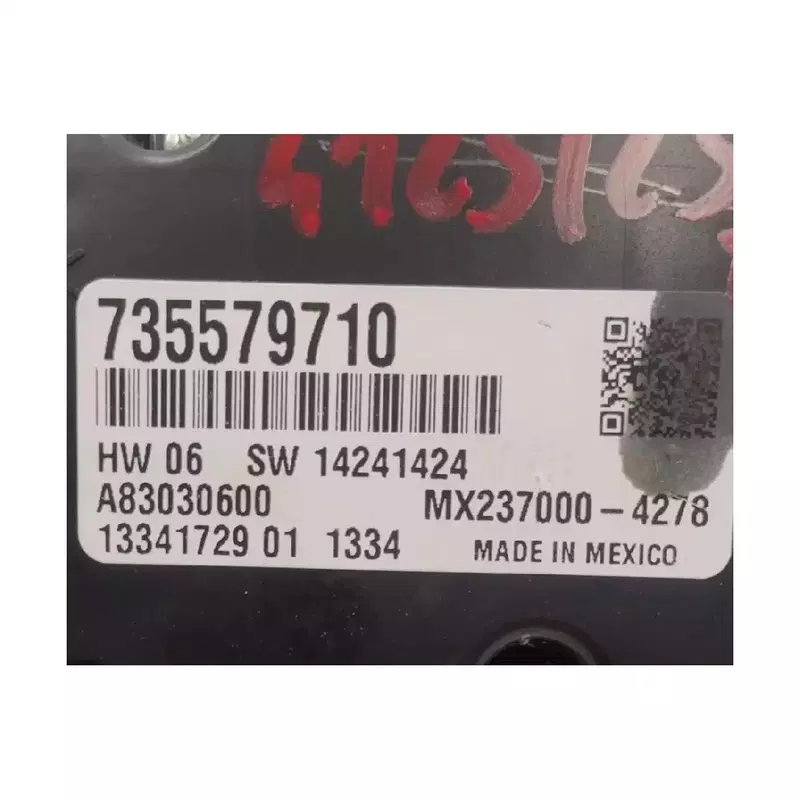 735579710
HW 06 SW 14241424
A83030600 MX237000-4278
13341729 01 1334 MADE IN MEXICO